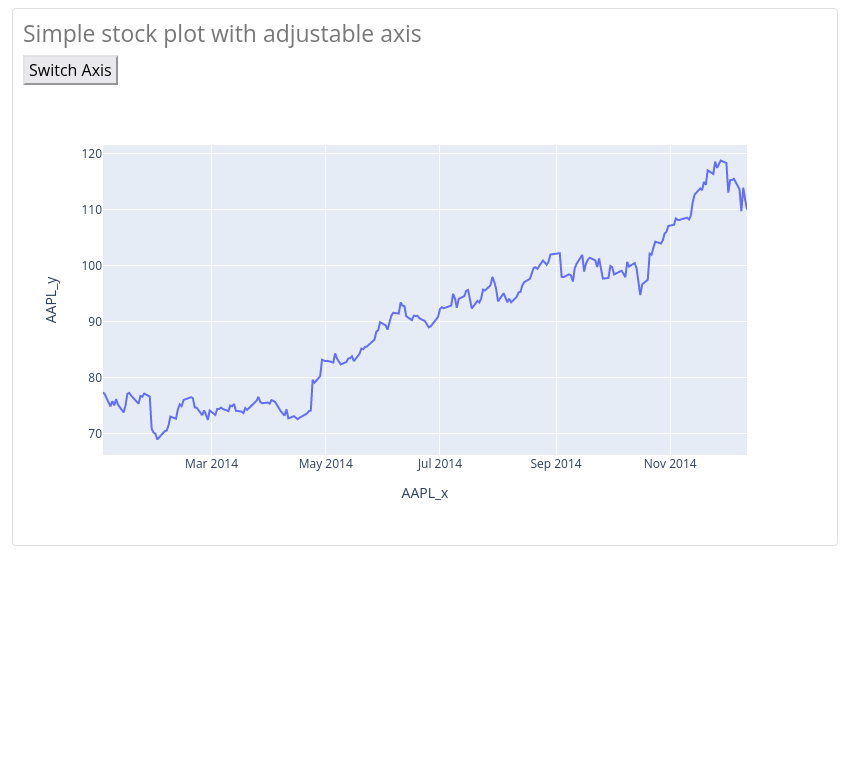 Simple stock plot with adjustable axis
Switch Axis
120
110
100
90
80
70
AAPL_y
Mar 2014 May 2014 Jul 2014 Sep 2014 Nov 2014
AAPL_x